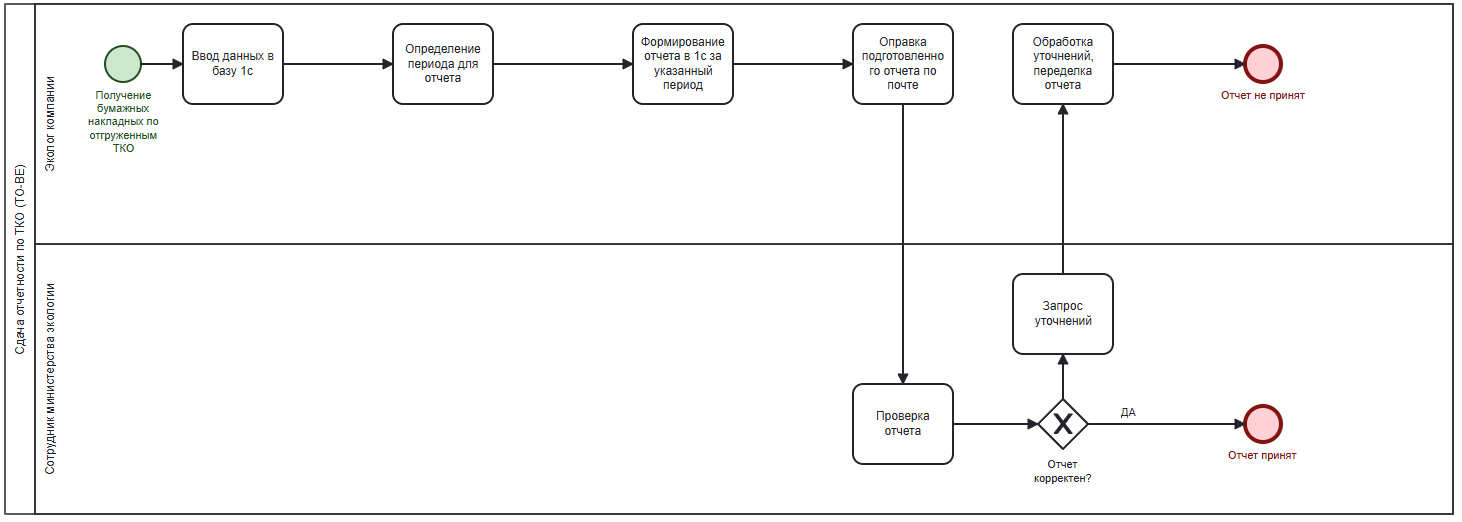 Сдача отчетности по ТКО (TO-BE)
Эколог компании
Получение
бумажных
накладных по
отгруженным
ТКО
Ввод данных в
базу 1с
Определение
периода для
отчета
Формирование
отчета в 1с за
указанный
период
Оправка
подготовленно
го отчета по
почте
Обработка
уточнений,
переделка
отчета
Отчет не принят
Сотрудник министерства экологии
Запрос
уточнений
Проверка
отчета
Отчет
корректен?
ДА
Отчет принят